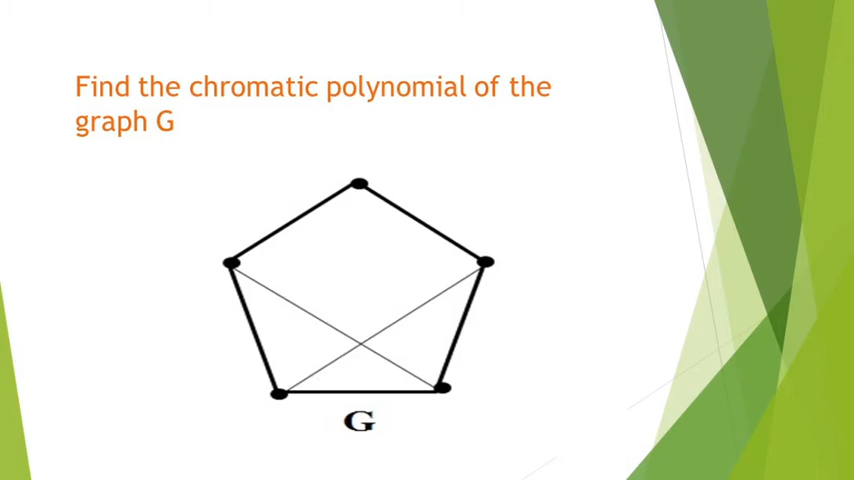 Find the chromatic polynomial of the
graph G
G